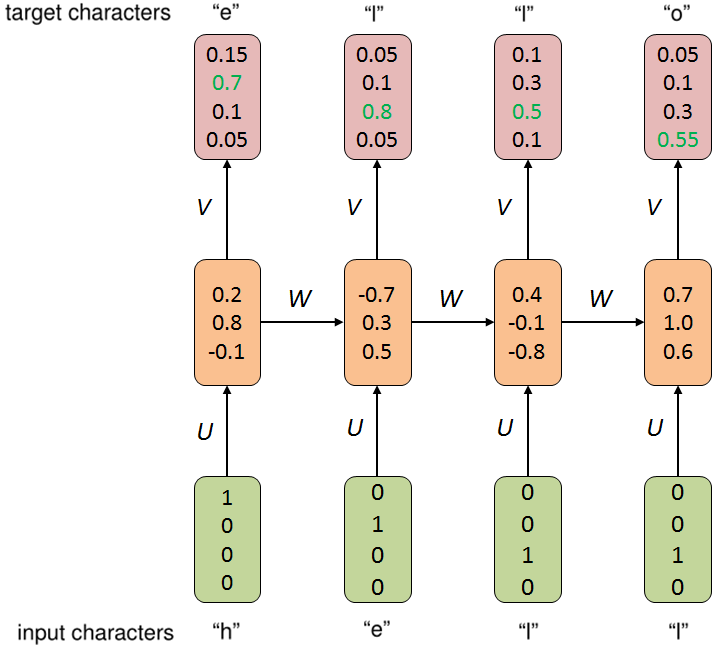 target characters “e” “l” “l” “o”
0.15 0.05 0.1 0.05
0.7 0.1 0.3 0.1
0.1 0.8 0.5 0.3
0.05 0.05 0.1 0.55
V V V V
0.2 -0.7 0.4 0.7
0.8 0.3 -0.1 1.0
-0.1 0.5 -0.8 0.6
W W W
U U U U
1 0 0 0
0 1 0 0
0 0 1 1
0 0 0 0
input characters “h” “e” “l” “l”